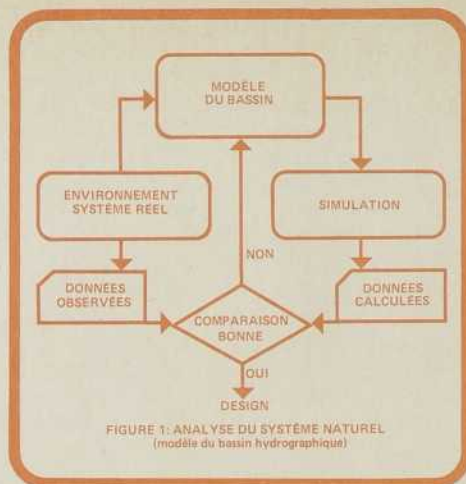 MODÈLE
DU BASSIN
ENVIRONNEMENT
SYSTÈME RÉEL
SIMULATION
NON
DONNÉES
OBSERVÉES
DONNÉES
CALCULÉES
COMPARAISON
BONNE
OUI
DESIGN
FIGURE 1: ANALYSE DU SYSTÈME NATUREL
(modèle du bassin hydrographique)